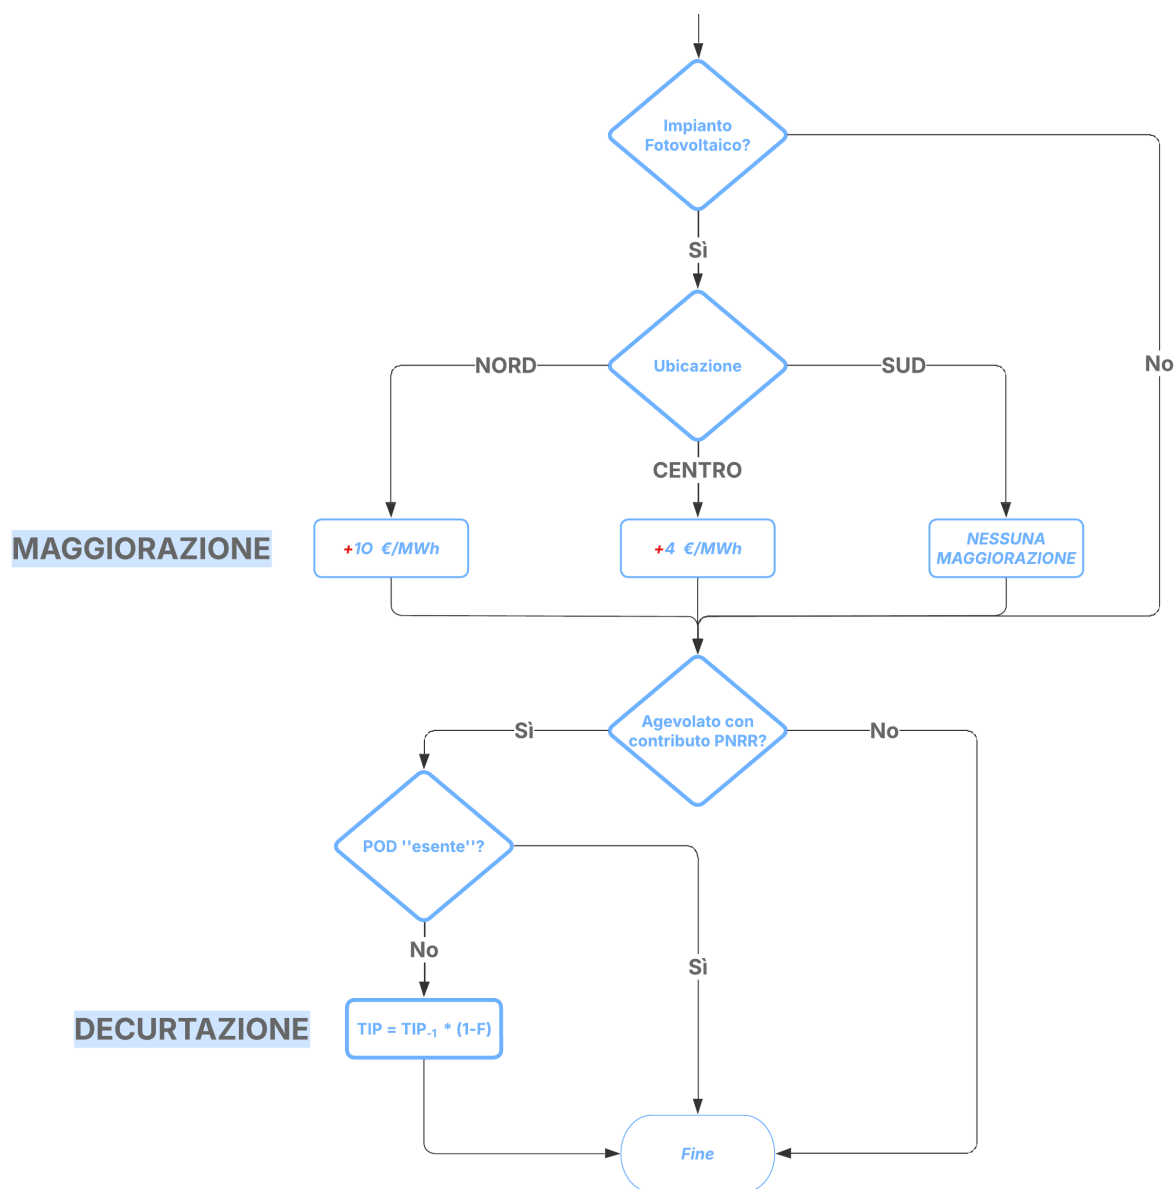 Impianto
Fotovoltaico?
Sì
No
Ubicazione
NORD
SUD
CENTRO
MAGGIORAZIONE
+10 €/MWh
+4 €/MWh
NESSUNA
MAGGIORAZIONE
Agevolato con
contributo PNRR?
Sì
No
POD ''esente''?
No
Sì
DECURTAZIONE
TIP = TIP-1 * (1-F)
Fine